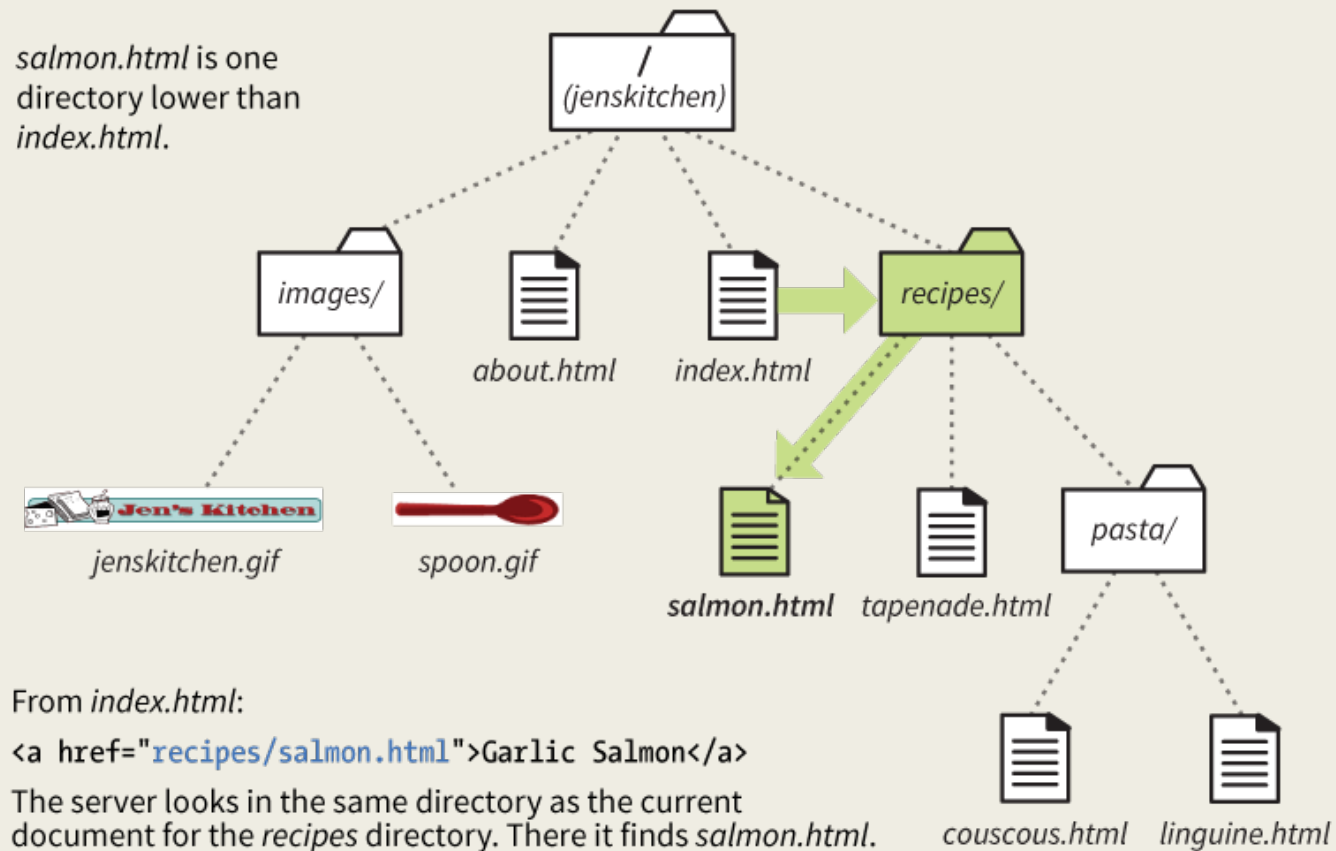 salmon.html is one
directory lower than
index.html.
/
(jenskitchen)
images/
about.html
index.html
recipes/
Jen's Kitchen
jenskitchen.gif
spoon.gif
salmon.html
tapenade.html
pasta/
couscous.html
linguine.html
From index.html:
<a href="recipes/salmon.html">Garlic Salmon</a>
The server looks in the same directory as the current
document for the recipes directory. There it finds salmon.html.